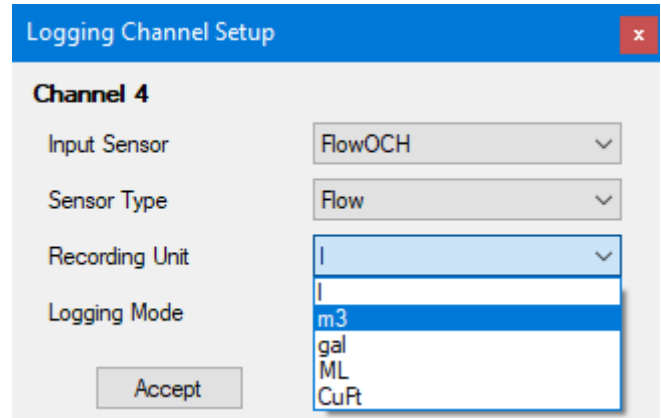 Logging Channel Setup x
Channel 4
Input Sensor FlowOCH
Sensor Type Flow
Recording Unit l
l
Logging Mode m3
gal
ML
Accept CuFt